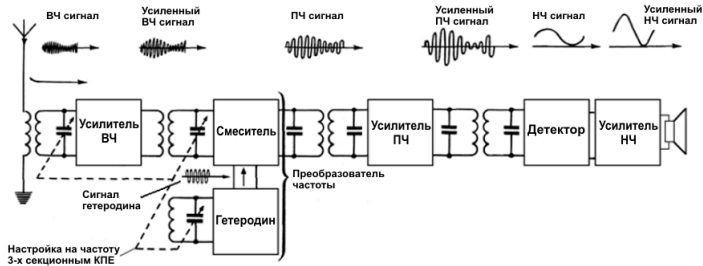 ВЧ сигнал
Усиленный
ВЧ сигнал
ПЧ сигнал
Усиленный
ПЧ сигнал
НЧ сигнал
Усиленный
НЧ сигнал
Усилитель
ВЧ
Смеситель
Усилитель
ПЧ
Детектор
Усилитель
НЧ
Сигнал
гетеродина
Преобразователь
частоты
Гетеродин
Настройка на частоту
3-х секционным КПЕ